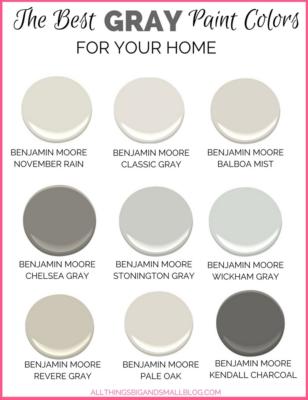 The Best GRAY Paint Colors
FOR YOUR HOME
BENJAMIN MOORE
NOVEMBER RAIN
BENJAMIN MOORE
CLASSIC GRAY
BENJAMIN MOORE
BALBOA MIST
BENJAMIN MOORE
CHELSEA GRAY
BENJAMIN MOORE
STONINGTON GRAY
BENJAMIN MOORE
WICKHAM GRAY
BENJAMIN MOORE
REVERE GRAY
BENJAMIN MOORE
PALE OAK
BENJAMIN MOORE
KENDALL CHARCOAL
ALLTHINGSBIGANDSMALLBLOG.COM